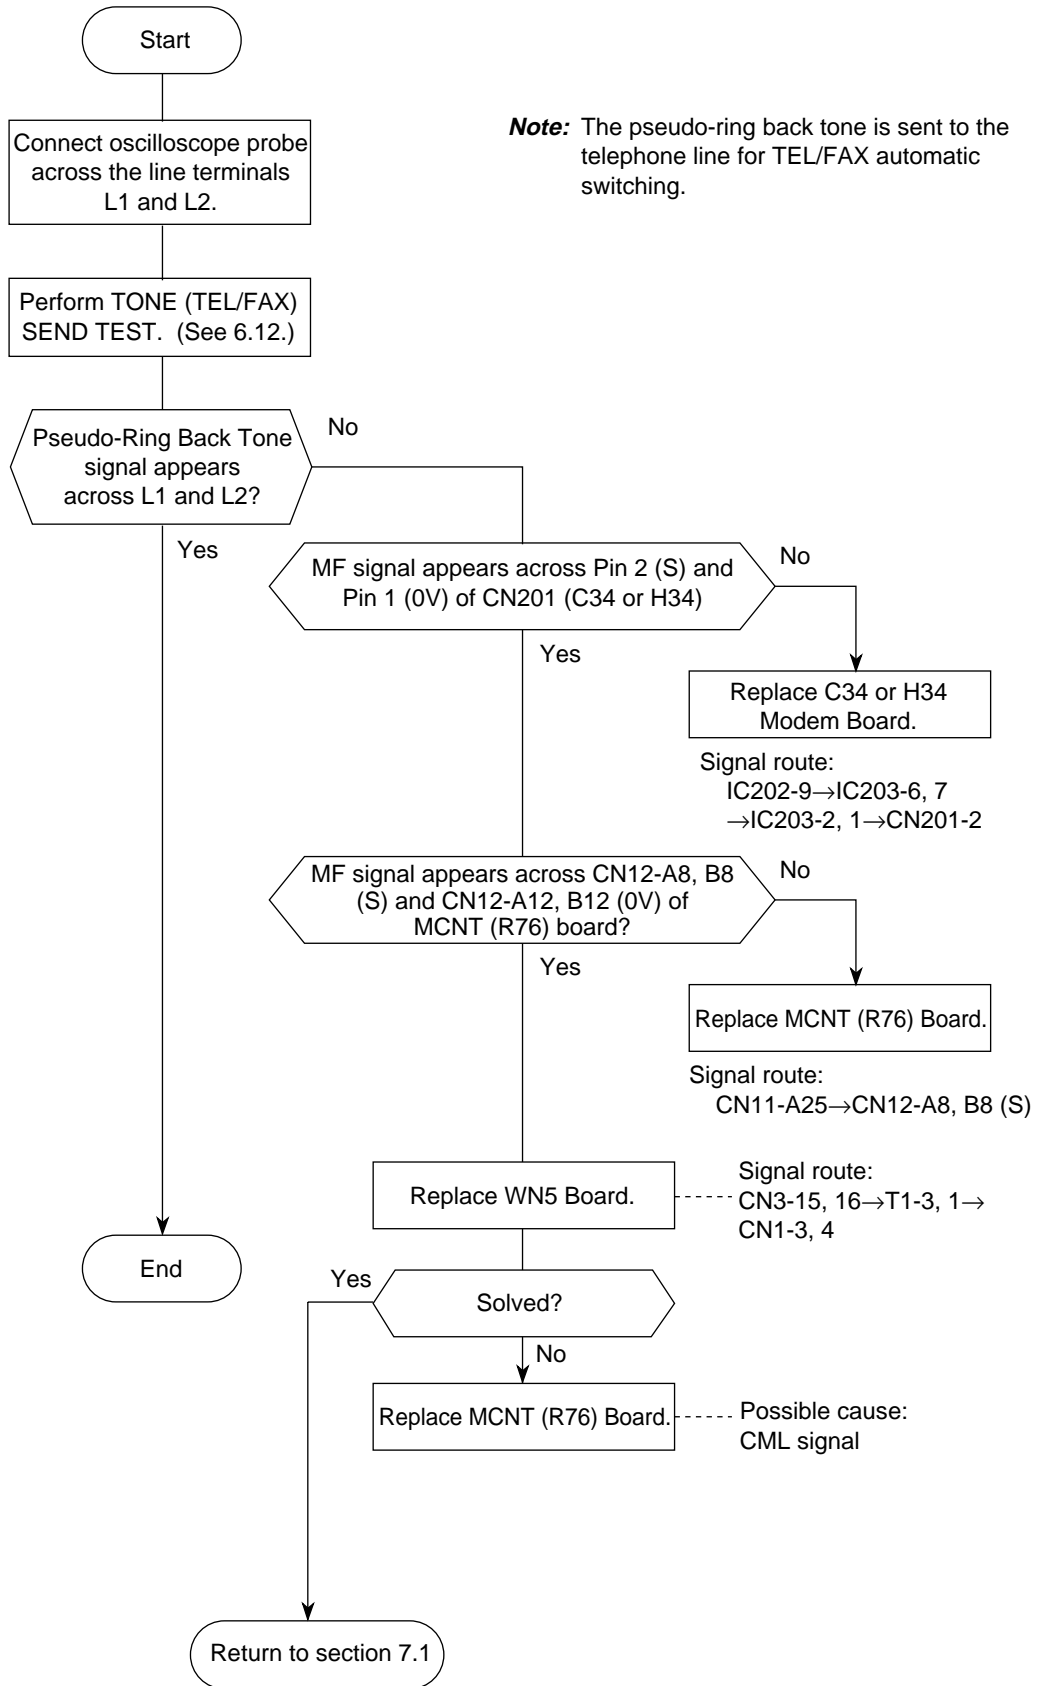 Start
Connect oscilloscope probe
across the line terminals
L1 and L2.
Note: The pseudo-ring back tone is sent to the
telephone line for TEL/FAX automatic
switching.
Perform TONE (TEL/FAX)
SEND TEST. (See 6.12.)
Pseudo-Ring Back Tone
signal appears
across L1 and L2?
No
Yes
MF signal appears across Pin 2 (S) and
Pin 1 (0V) of CN201 (C34 or H34)
No
Yes
Replace C34 or H34
Modem Board.
Signal route:
IC202-9→IC203-6, 7
→IC203-2, 1→CN201-2
MF signal appears across CN12-A8, B8
(S) and CN12-A12, B12 (0V) of
MCNT (R76) board?
No
Yes
Replace MCNT (R76) Board.
Signal route:
CN11-A25→CN12-A8, B8 (S)
Replace WN5 Board.
Signal route:
CN3-15, 16→T1-3, 1→
CN1-3, 4
End
Yes
Solved?
No
Replace MCNT (R76) Board.
Possible cause:
CML signal
Return to section 7.1